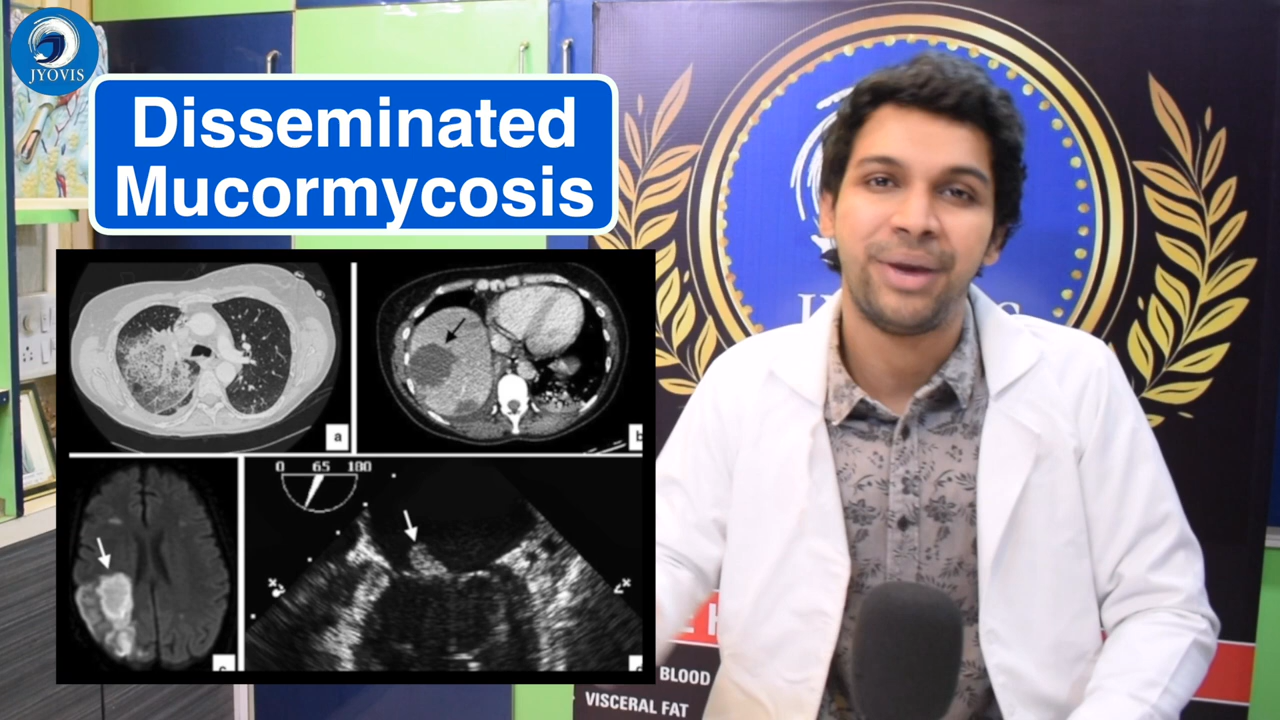 JYOVIS
Disseminated
Mucormycosis
a
b
0 65 180
c
BLOOD
VISCERAL FAT